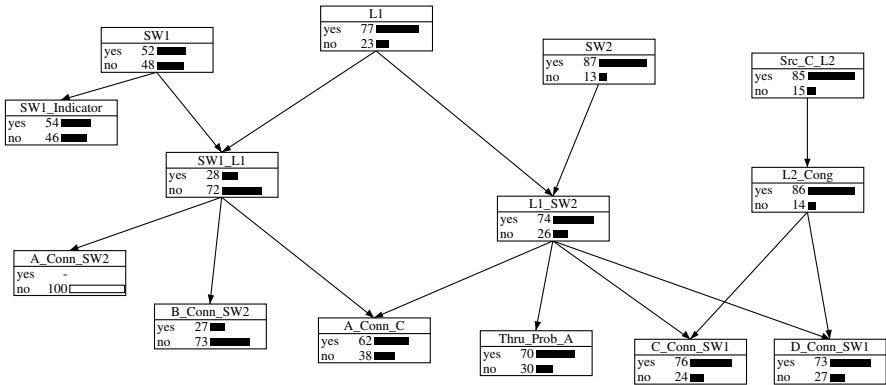 SW1
yes 52
no 48
L1
yes 77
no 23
SW2
yes 87
no 13
Src_C_L2
yes 85
no 15
SW1_Indicator
yes 54
no 46
SW1_L1
yes 28
no 72
L1_SW2
yes 74
no 26
L2_Cong
yes 86
no 14
A_Conn_SW2
yes -
no 100
B_Conn_SW2
yes 27
no 73
A_Conn_C
yes 62
no 38
Thru_Prob_A
yes 70
no 30
C_Conn_SW1
yes 76
no 24
D_Conn_SW1
yes 73
no 27